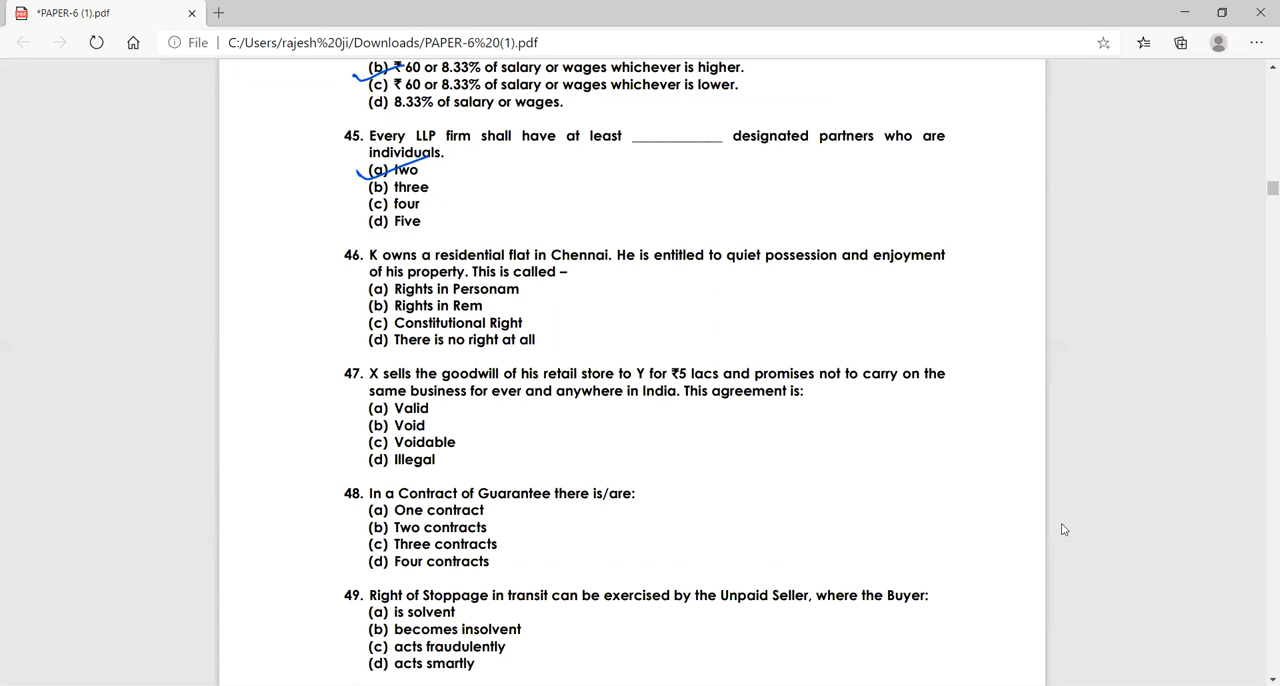 *PAPER-6 (1).pdf
File | C:/Users/rajesh%20ji/Downloads/PAPER-6%20(1).pdf
(b) ₹ 60 or 8.33% of salary or wages whichever is higher.
(c) ₹ 60 or 8.33% of salary or wages whichever is lower.
(d) 8.33% of salary or wages.
45. Every LLP firm shall have at least ____________ designated partners who are
individuals.
(a) two
(b) three
(c) four
(d) Five
46. K owns a residential flat in Chennai. He is entitled to quiet possession and enjoyment
of his property. This is called –
(a) Rights in Personam
(b) Rights in Rem
(c) Constitutional Right
(d) There is no right at all
47. X sells the goodwill of his retail store to Y for ₹5 lacs and promises not to carry on the
same business for ever and anywhere in India. This agreement is:
(a) Valid
(b) Void
(c) Voidable
(d) Illegal
48. In a Contract of Guarantee there is/are:
(a) One contract
(b) Two contracts
(c) Three contracts
(d) Four contracts
49. Right of Stoppage in transit can be exercised by the Unpaid Seller, where the Buyer:
(a) is solvent
(b) becomes insolvent
(c) acts fraudulently
(d) acts smartly